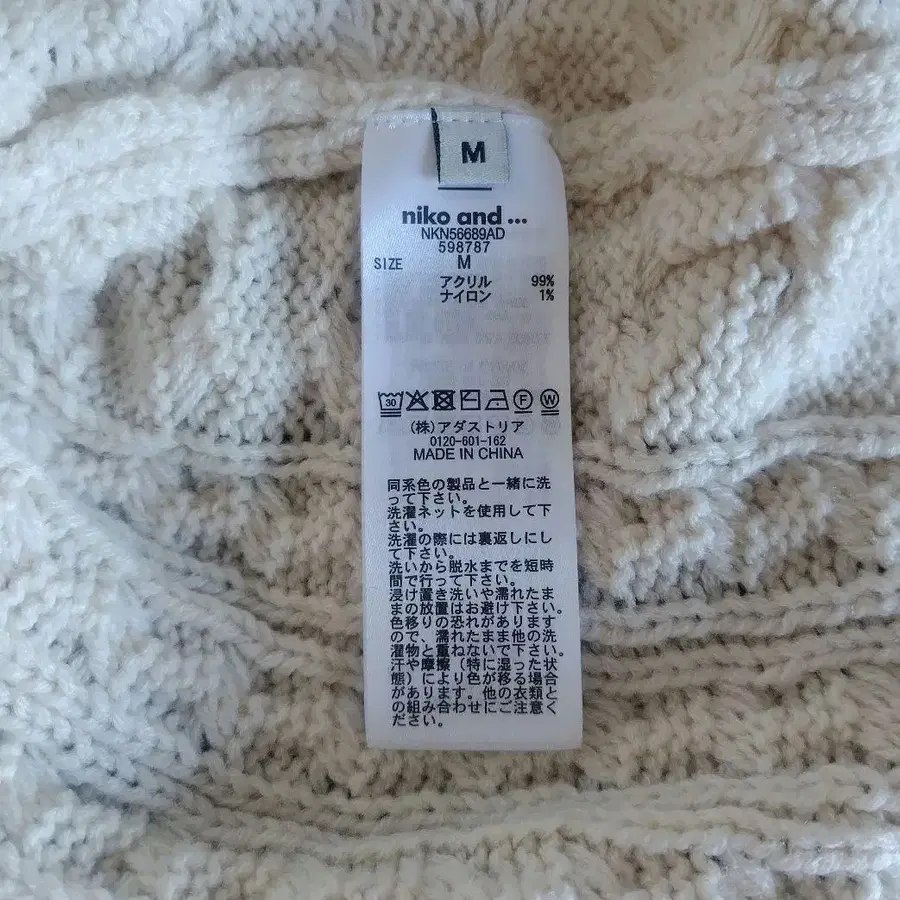 M
niko and ...
NKN56689AD
598787
SIZE M
アクリル 99%
ナイロン 1%
30 F W
(株)アダストリア
0120-601-162
MADE IN CHINA
同系色の製品と一緒に洗
って下さい。
洗濯ネットを使用して下
さい。
洗濯の際には裏返しにし
て下さい。
洗いから脱水までを短時
間で行って下さい。
浸け置き洗いや濡れたま
まの放置はお避け下さい。
色移りの恐れがあります
ので、濡れたまま他の洗
濯物と重ねないで下さい。
汗や摩擦（特に湿った状
態）により色が移る場合
があります。他の衣類と
の組み合わせにご注意く
ださい。